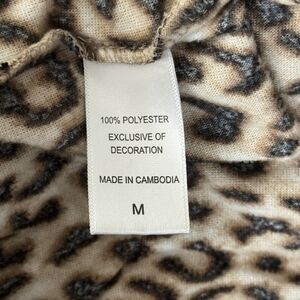 100% POLYESTER
EXCLUSIVE OF
DECORATION
MADE IN CAMBODIA
M